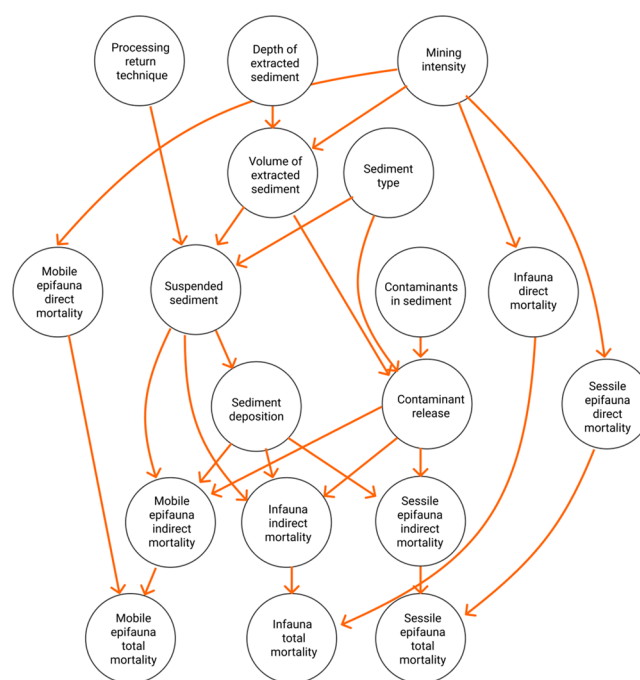 Processing
return
technique
Depth of
extracted
sediment
Mining
intensity
Volume of
extracted
sediment
Sediment
type
Mobile
epifauna
direct
mortality
Suspended
sediment
Contaminants
in sediment
Infauna
direct
mortality
Sediment
deposition
Contaminant
release
Sessile
epifauna
direct
mortality
Mobile
epifauna
indirect
mortality
Infauna
indirect
mortality
Sessile
epifauna
indirect
mortality
Mobile
epifauna
total
mortality
Infauna
total
mortality
Sessile
epifauna
total
mortality